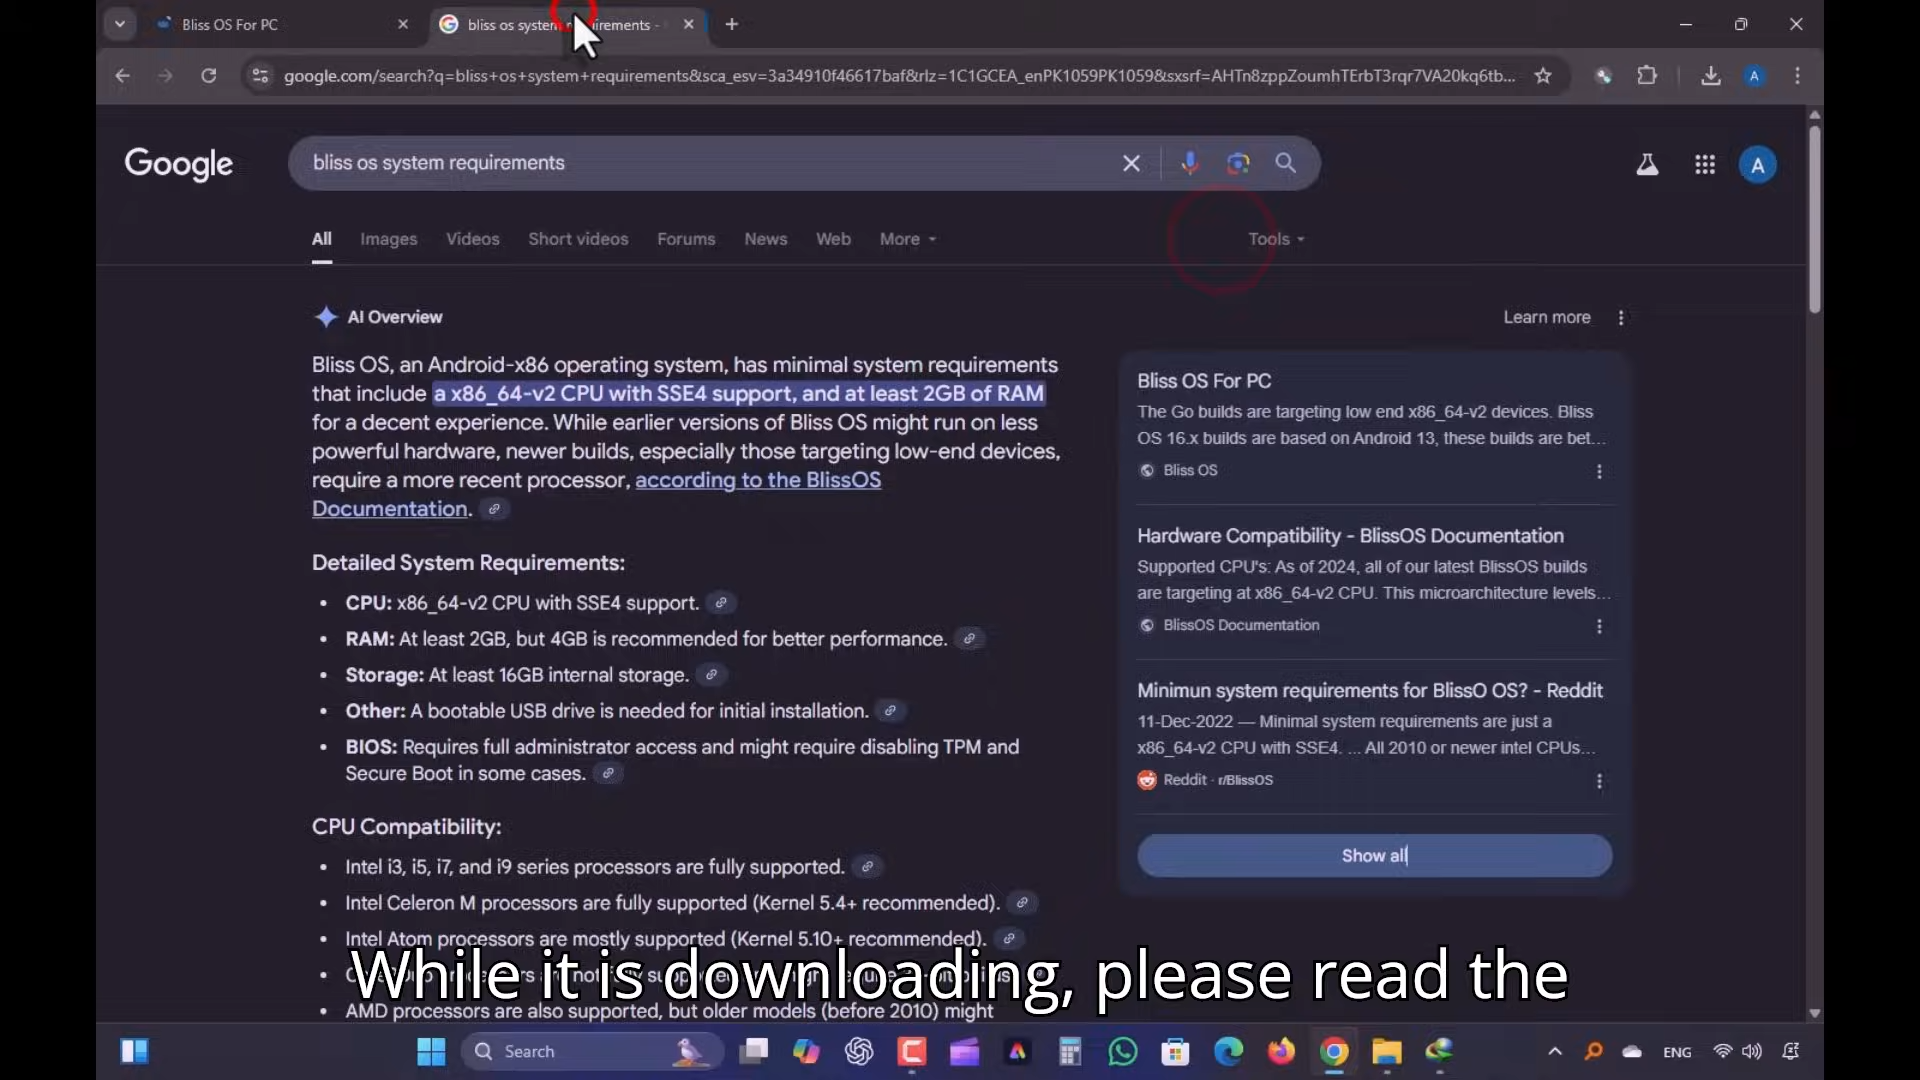 Bliss OS For PC
bliss os system requirements -
google.com/search?q=bliss+os+system+requirements&sca_esv=3a34910f46617baf&rlz=1C1GCEA_enPK1059PK1059&sxsrf=AHTn8zppZoumhTErbT3rqr7VA20kq6tb...
A
Google
bliss os system requirements
A
All
Images
Videos
Short videos
Forums
News
Web
More
Tools
AI Overview
Learn more
Bliss OS, an Android-x86 operating system, has minimal system requirements
that include a x86_64-v2 CPU with SSE4 support, and at least 2GB of RAM
for a decent experience. While earlier versions of Bliss OS might run on less
powerful hardware, newer builds, especially those targeting low-end devices,
require a more recent processor, according to the BlissOS
Documentation.
Detailed System Requirements:
• CPU: x86_64-v2 CPU with SSE4 support.
• RAM: At least 2GB, but 4GB is recommended for better performance.
• Storage: At least 16GB internal storage.
• Other: A bootable USB drive is needed for initial installation.
• BIOS: Requires full administrator access and might require disabling TPM and
Secure Boot in some cases.
CPU Compatibility:
• Intel i3, i5, i7, and i9 series processors are fully supported.
• Intel Celeron M processors are fully supported (Kernel 5.4+ recommended).
• Intel Atom processors are mostly supported (Kernel 5.10+ recommended).
• AMD processors are also supported, but older models (before 2010) might
Bliss OS For PC
The Go builds are targeting low end x86_64-v2 devices. Bliss
OS 16.x builds are based on Android 13, these builds are bet...
Bliss OS
Hardware Compatibility - BlissOS Documentation
Supported CPU's: As of 2024, all of our latest BlissOS builds
are targeting at x86_64-v2 CPU. This microarchitecture levels...
BlissOS Documentation
Minimun system requirements for BlissO OS? - Reddit
11-Dec-2022 — Minimal system requirements are just a
x86_64-v2 CPU with SSE4. ... All 2010 or newer intel CPUs...
Reddit · r/BlissOS
Show all
While it is downloading, please read the
Search
ENG